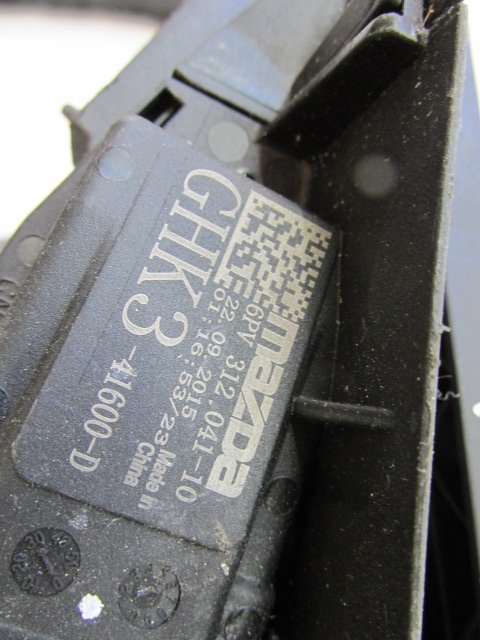 mazda
6PV 312. 041-10
22.09.2015
01;16:53/23 Made in China
GHK3-41600-D